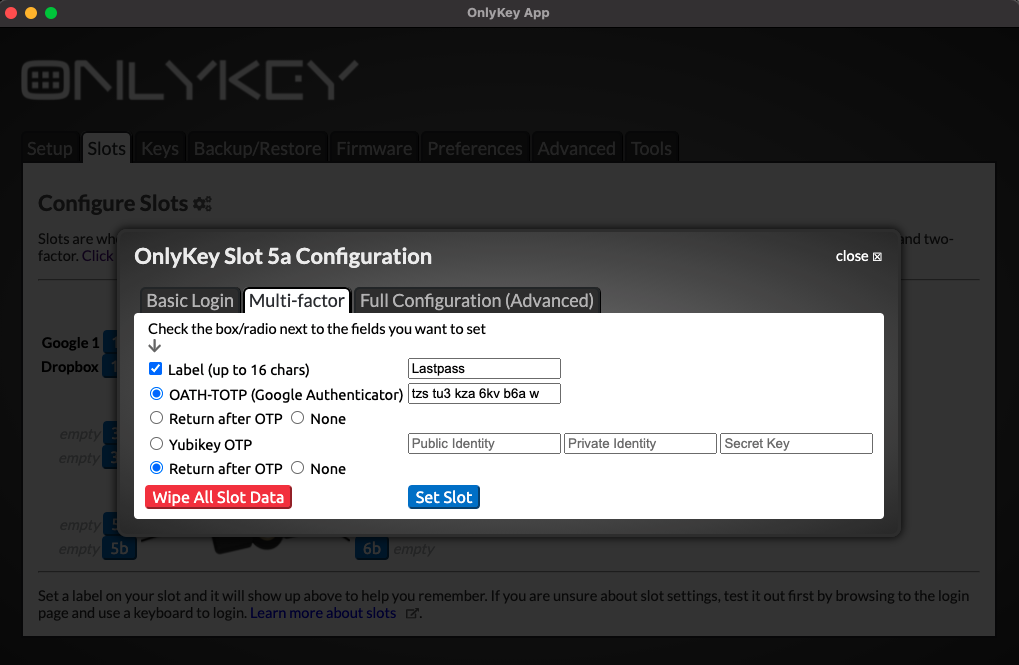 OnlyKey App
ONLYKEY
Setup Slots Keys Backup/Restore Firmware Preferences Advanced Tools
Configure Slots
Slots are wh
and two-
factor. Click
OnlyKey Slot 5a Configuration
close
Basic Login Multi-factor Full Configuration (Advanced)
Check the box/radio next to the fields you want to set
Label (up to 16 chars) Lastpass
OATH-TOTP (Google Authenticator) tzs tu3 kza 6kv b6a w
Return after OTP None
Yubikey OTP Public Identity Private Identity Secret Key
Return after OTP None
Wipe All Slot Data Set Slot
Google 1 1
Dropbox 1
empty 3
empty 3
empty 5
empty 5b 6b empty
Set a label on your slot and it will show up above to help you remember. If you are unsure about slot settings, test it out first by browsing to the login
page and use a keyboard to login. Learn more about slots .